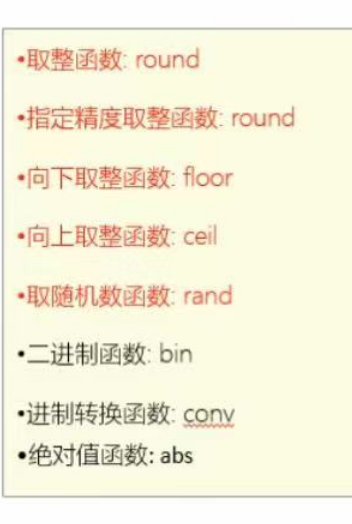 •取整函数: round
•指定精度取整函数: round
•向下取整函数: floor
•向上取整函数: ceil
•取随机数函数: rand
•二进制函数: bin
•进制转换函数: conv
•绝对值函数: abs